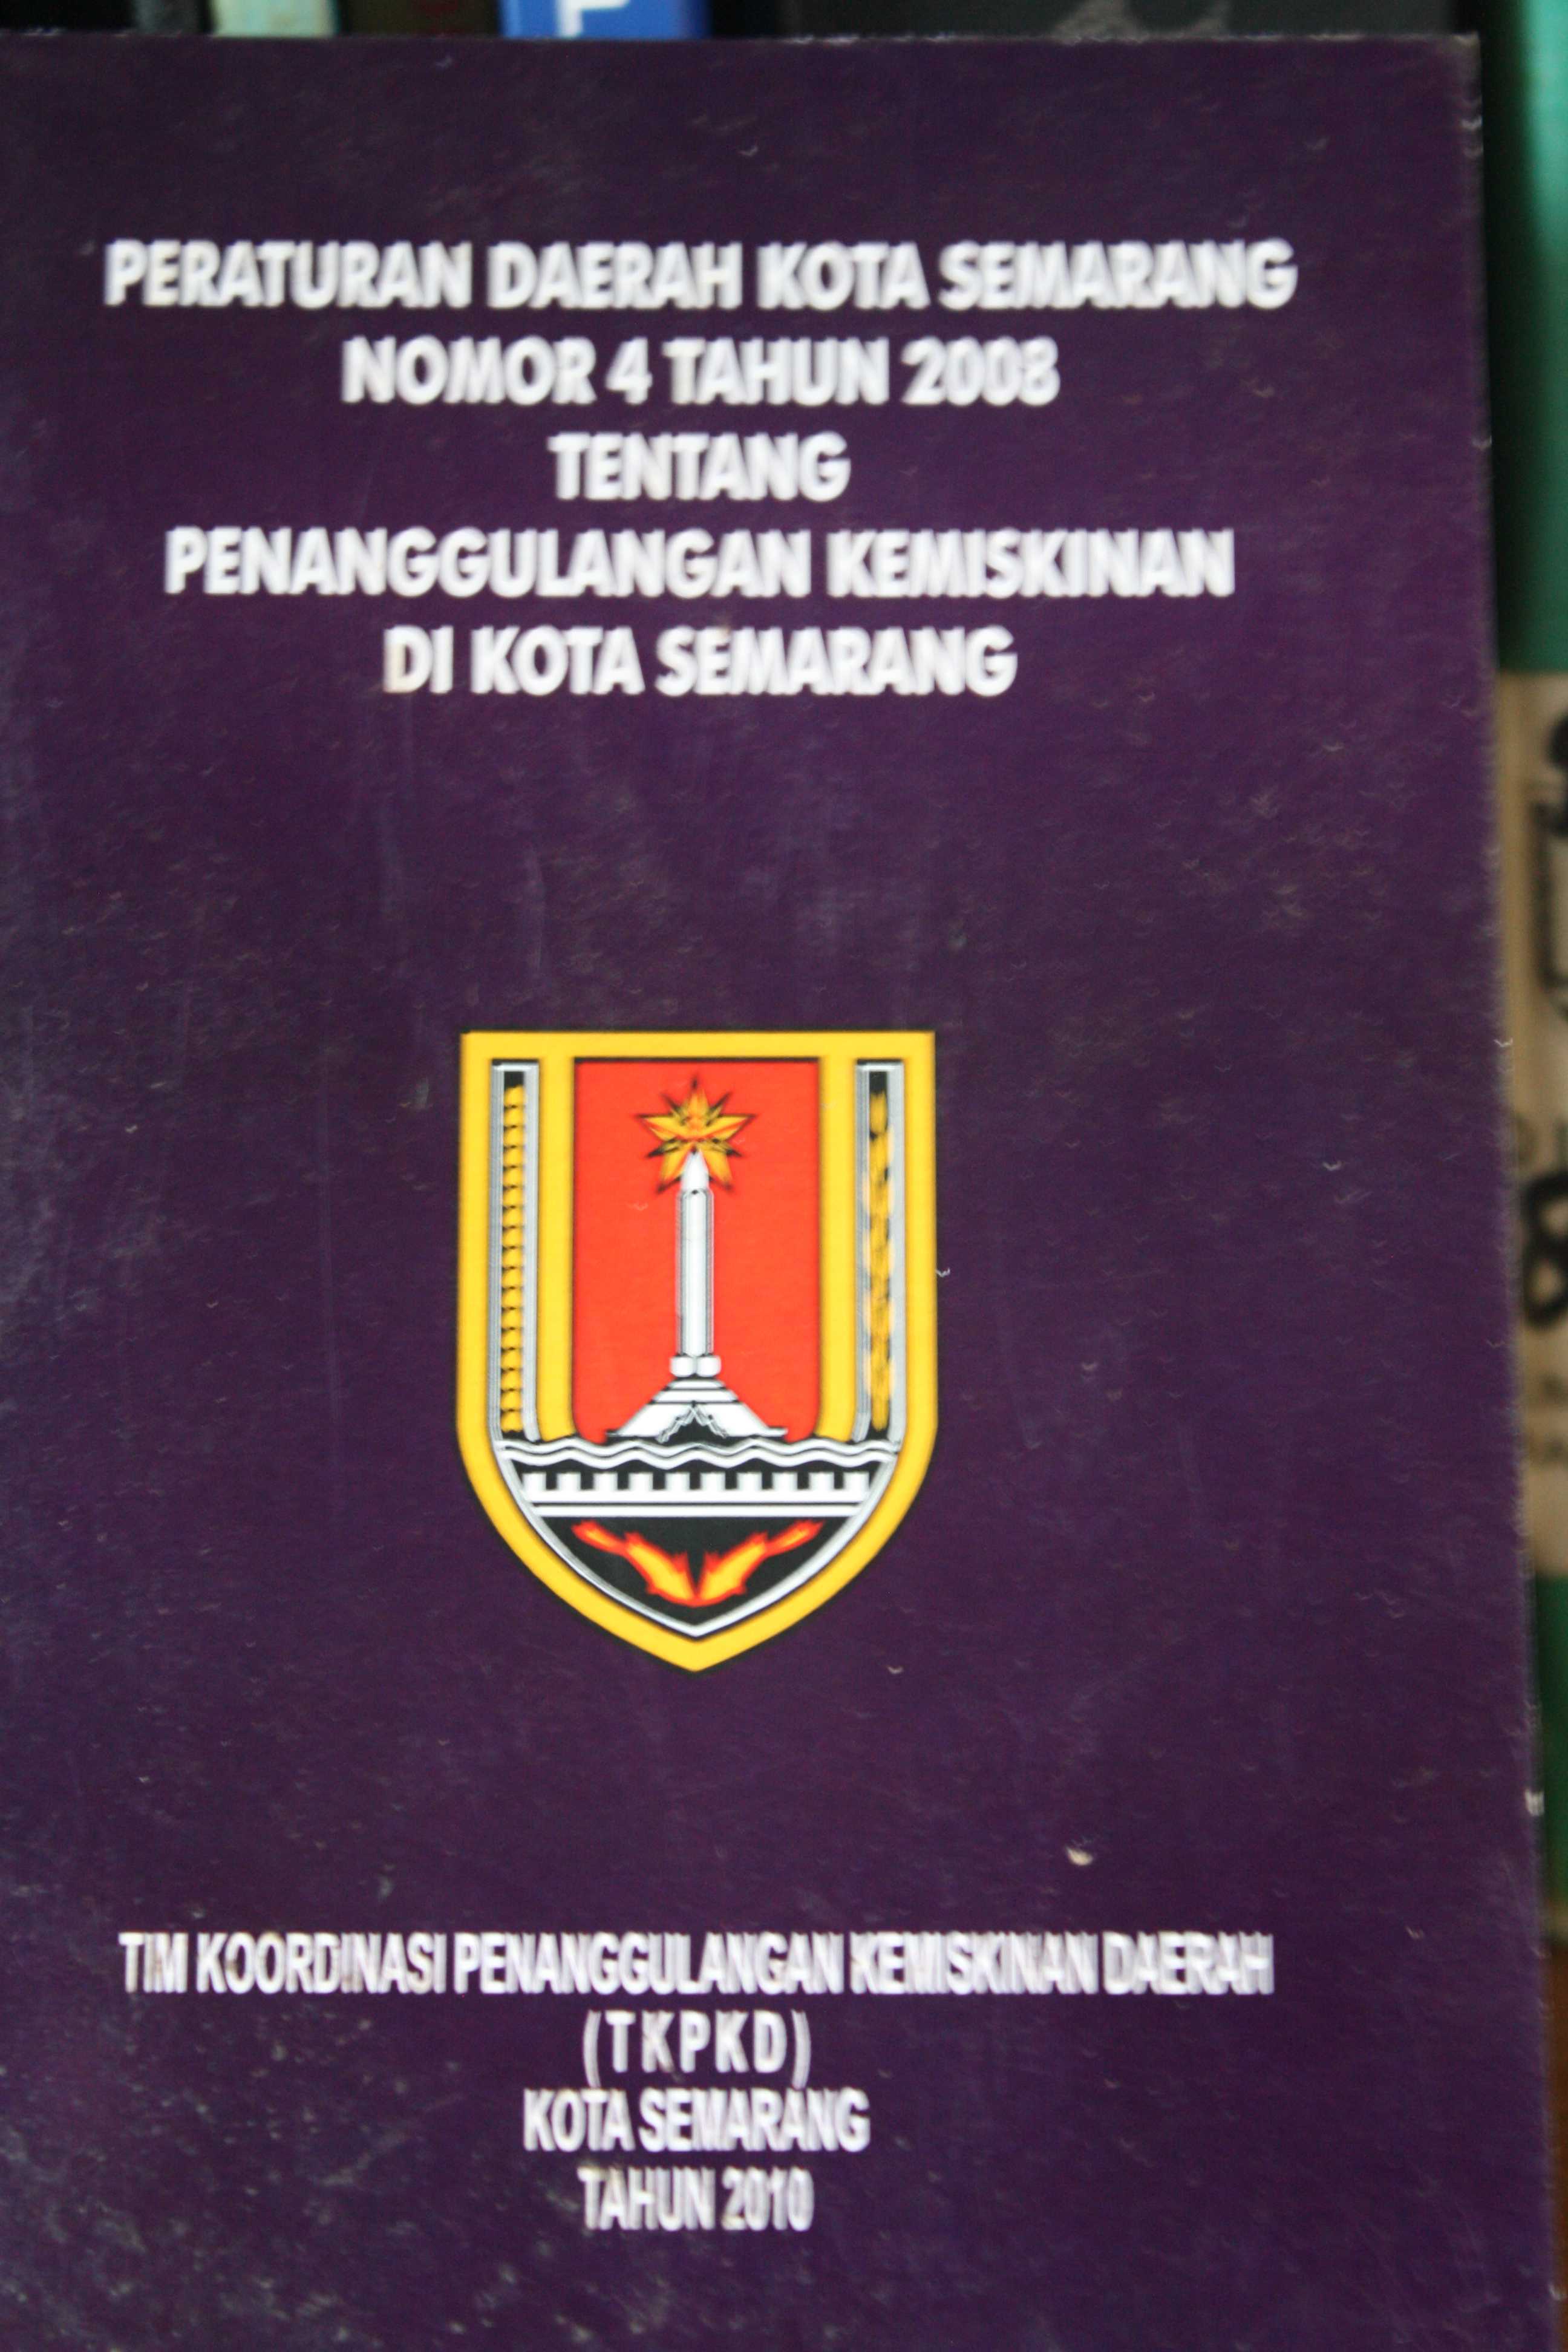 PERATURAN DAERAH KOTA SEMARANG
NOMOR 4 TAHUN 2008
TENTANG
PENANGGULANGAN KEMISKINAN
DI KOTA SEMARANG
TIM KOORDINASI PENANGGULANGAN KEMISKINAN DAERAH
(TKPKD)
KOTA SEMARANG
TAHUN 2010